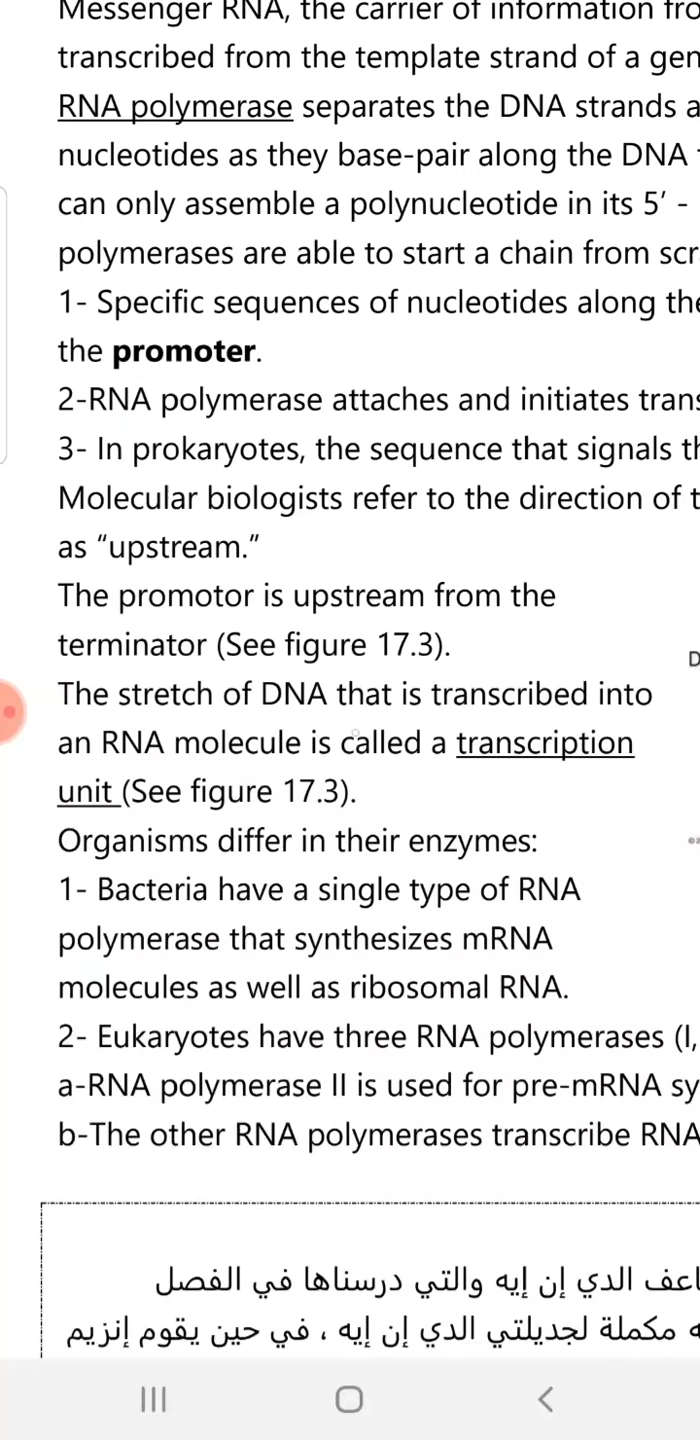 Messenger RNA, the carrier of information fro
transcribed from the template strand of a gen
RNA polymerase separates the DNA strands a
nucleotides as they base-pair along the DNA
can only assemble a polynucleotide in its 5' -
polymerases are able to start a chain from scr
1- Specific sequences of nucleotides along the
the promoter.
2-RNA polymerase attaches and initiates trans
3- In prokaryotes, the sequence that signals th
Molecular biologists refer to the direction of t
as “upstream.”
The promotor is upstream from the
terminator (See figure 17.3).
The stretch of DNA that is transcribed into
an RNA molecule is called a transcription
unit (See figure 17.3).
Organisms differ in their enzymes:
1- Bacteria have a single type of RNA
polymerase that synthesizes mRNA
molecules as well as ribosomal RNA.
2- Eukaryotes have three RNA polymerases (I,
a-RNA polymerase II is used for pre-mRNA sy
b-The other RNA polymerases transcribe RNA
اعف الدي إن إيه والتي درسناها في الفصل
مكملة لجديلتي الدي إن إيه ، في حين يقوم إنزيم